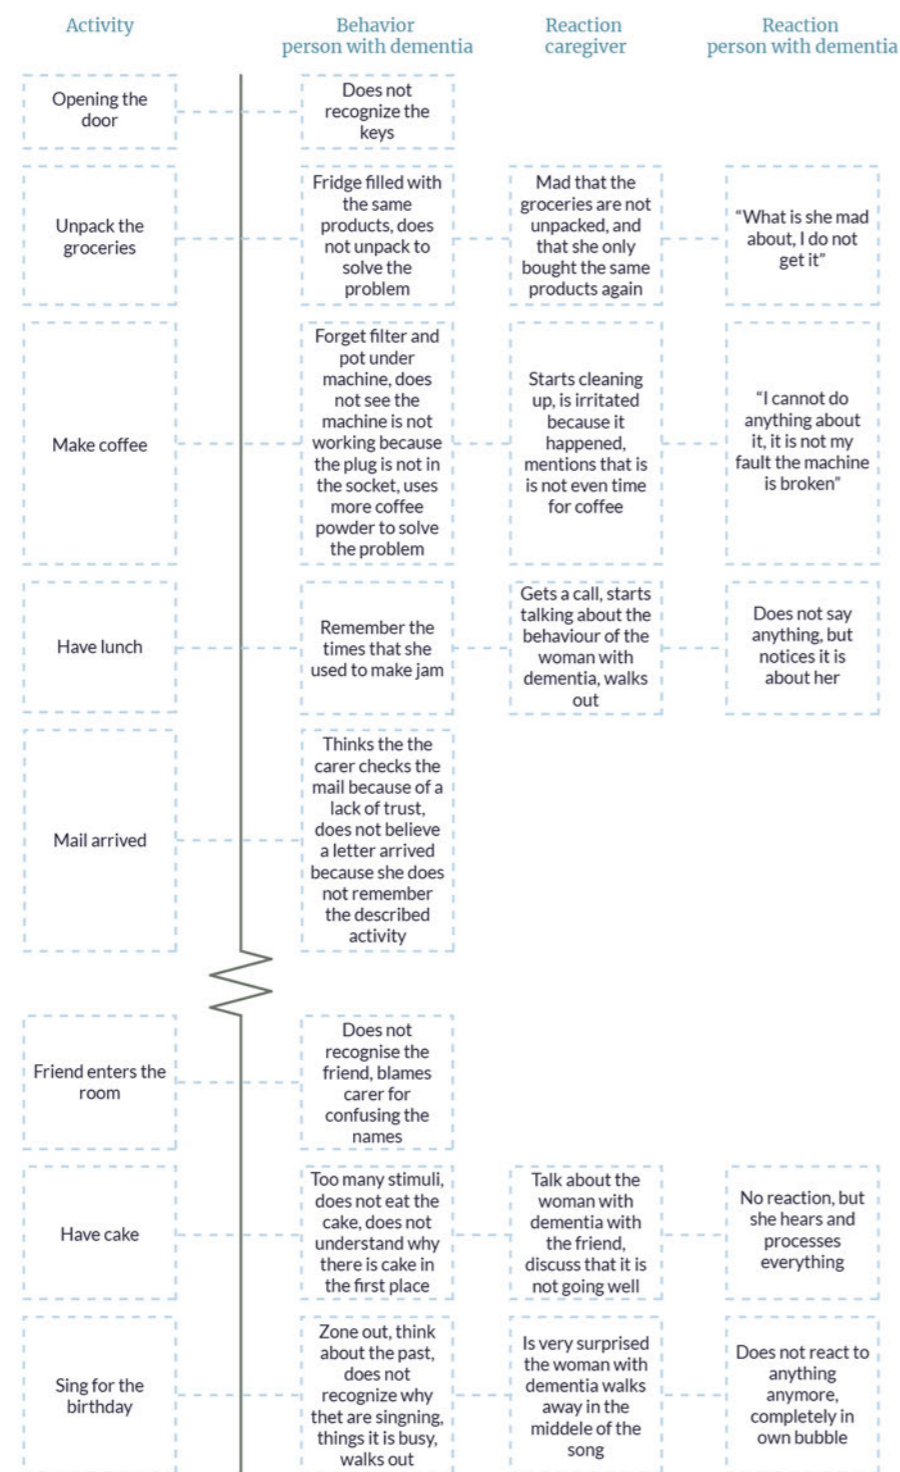 Activity
Behavior
person with dementia
Reaction
caregiver
Reaction
person with dementia
Opening the
door
Does not
recognize the
keys
Unpack the
groceries
Fridge filled with
the same
products, does
not unpack to
solve the
problem
Mad that the
groceries are not
unpacked, and
that she only
bought the same
products again
“What is she mad
about, I do not
get it”
Make coffee
Forget filter and
pot under
machine, does
not see the
machine is not
working because
the plug is not in
the socket, uses
more coffee
powder to solve
the problem
Starts cleaning
up, is irritated
because it
happened,
mentions that is
is not even time
for coffee
“I cannot do
anything about
it, it is not my
fault the machine
is broken”
Have lunch
Remember the
times that she
used to make jam
Gets a call, starts
talking about the
behaviour of the
woman with
dementia, walks
out
Does not say
anything, but
notices it is
about her
Mail arrived
Thinks the the
carer checks the
mail because of a
lack of trust,
does not believe
a letter arrived
because she does
not remember
the described
activity
Friend enters the
room
Does not
recognise the
friend, blames
carer for
confusing the
names
Have cake
Too many stimuli,
does not eat the
cake, does not
understand why
there is cake in
the first place
Talk about the
woman with
dementia with
the friend,
discuss that it is
not going well
No reaction, but
she hears and
processes
everything
Sing for the
birthday
Zone out, think
about the past,
does not
recognize why
thet are singning,
things it is busy,
walks out
Is very surprised
the woman with
dementia walks
away in the
middele of the
song
Does not react to
anything
anymore,
completely in
own bubble